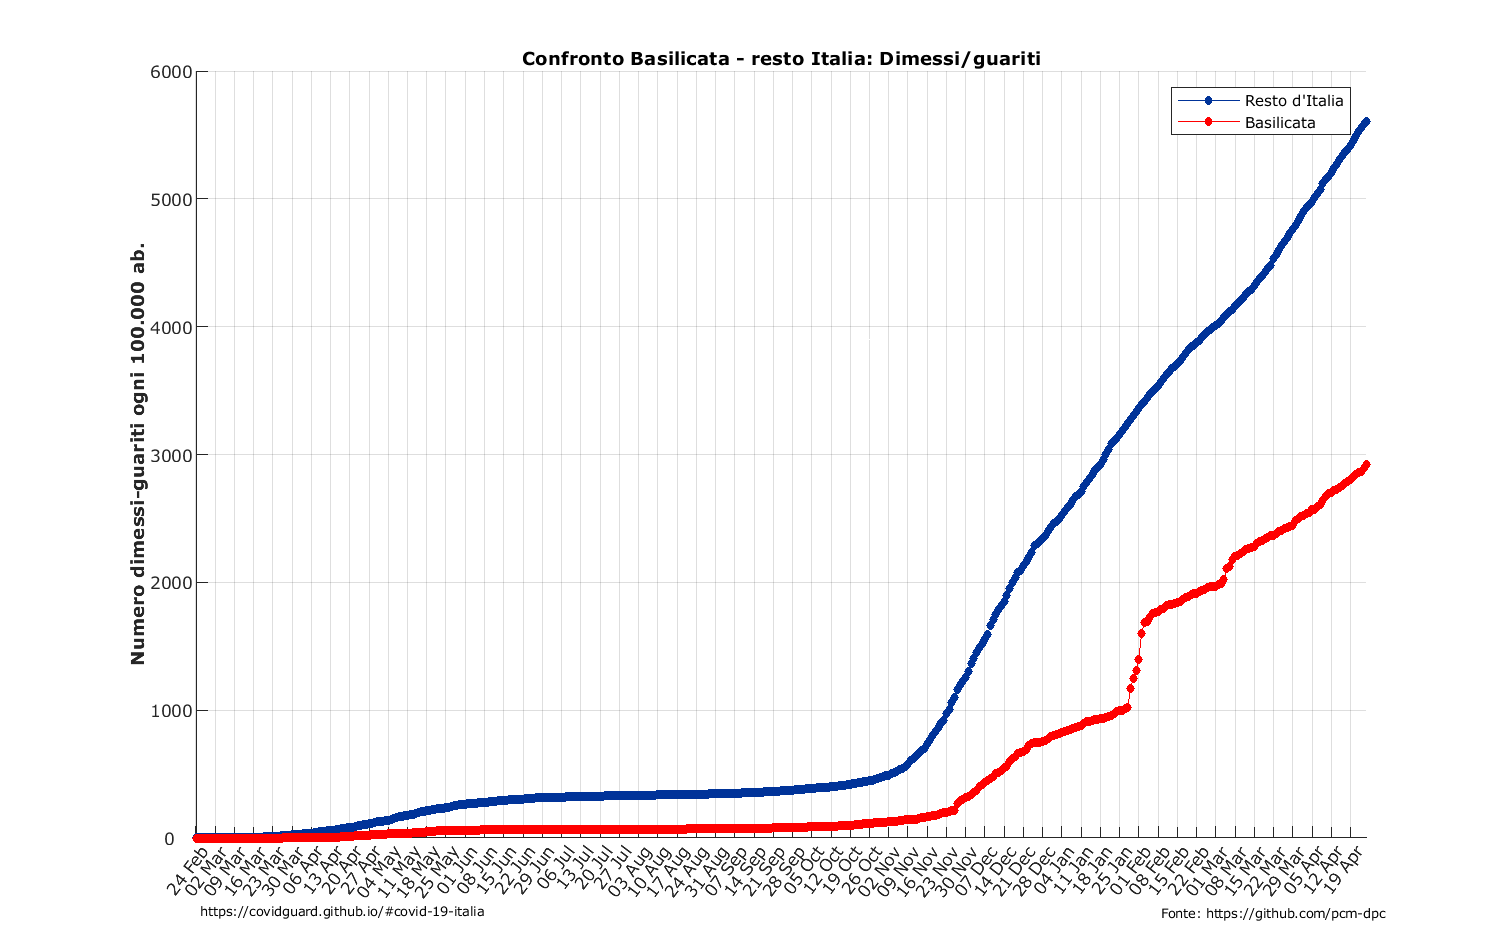 Confronto Basilicata - resto Italia: Dimessi/guariti
Resto d'Italia
Basilicata
Numero dimessi-guariti ogni 100.000 ab.
6000
5000
4000
3000
2000
1000
0
24 Feb
02 Mar
09 Mar
16 Mar
23 Mar
30 Mar
06 Apr
13 Apr
20 Apr
27 Apr
04 May
11 May
18 May
25 May
01 Jun
08 Jun
15 Jun
22 Jun
29 Jun
06 Jul
13 Jul
20 Jul
27 Jul
03 Aug
10 Aug
17 Aug
24 Aug
31 Aug
07 Sep
14 Sep
21 Sep
28 Sep
05 Oct
12 Oct
19 Oct
26 Oct
02 Nov
09 Nov
16 Nov
23 Nov
30 Nov
07 Dec
14 Dec
21 Dec
28 Dec
04 Jan
11 Jan
18 Jan
25 Jan
01 Feb
08 Feb
15 Feb
22 Feb
01 Mar
08 Mar
15 Mar
22 Mar
29 Mar
05 Apr
12 Apr
19 Apr
https://covidguard.github.io/#covid-19-italia
Fonte: https://github.com/pcm-dpc